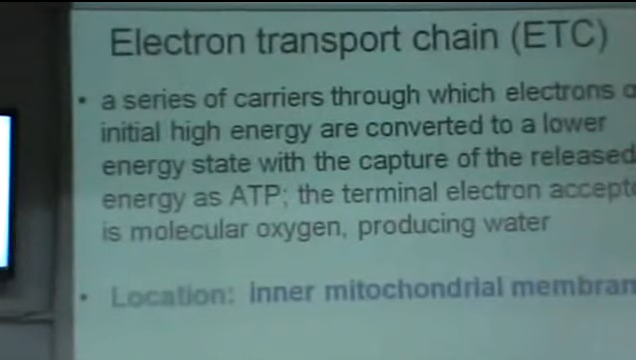 Electron transport chain (ETC)
• a series of carriers through which electrons
initial high energy are converted to a lower
energy state with the capture of the released
energy as ATP; the terminal electron accept
is molecular oxygen, producing water
• Location: inner mitochondrial membran